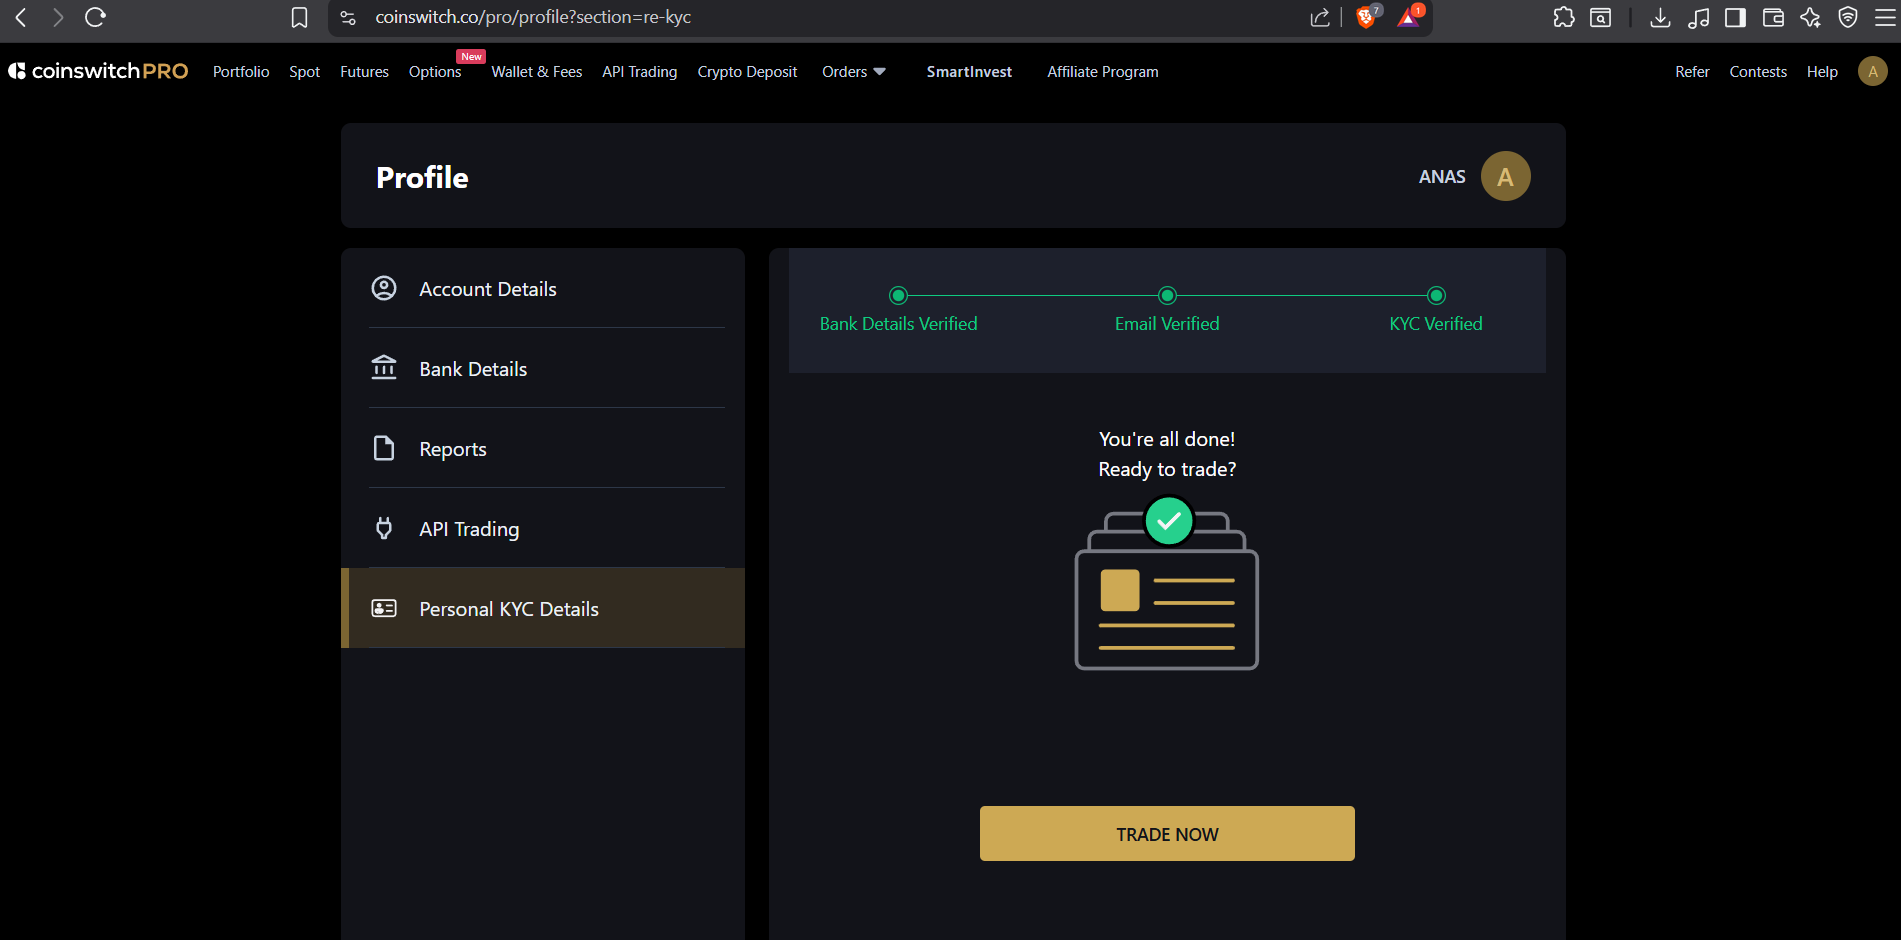 coinswitch.co/pro/profile?section=re-kyc
7
1
coinswitchPRO
Portfolio
Spot
Futures
Options
New
Wallet & Fees
API Trading
Crypto Deposit
Orders
SmartInvest
Affiliate Program
Refer
Contests
Help
A
Profile
ANAS
A
Account Details
Bank Details
Reports
API Trading
Personal KYC Details
Bank Details Verified
Email Verified
KYC Verified
You're all done!
Ready to trade?
TRADE NOW